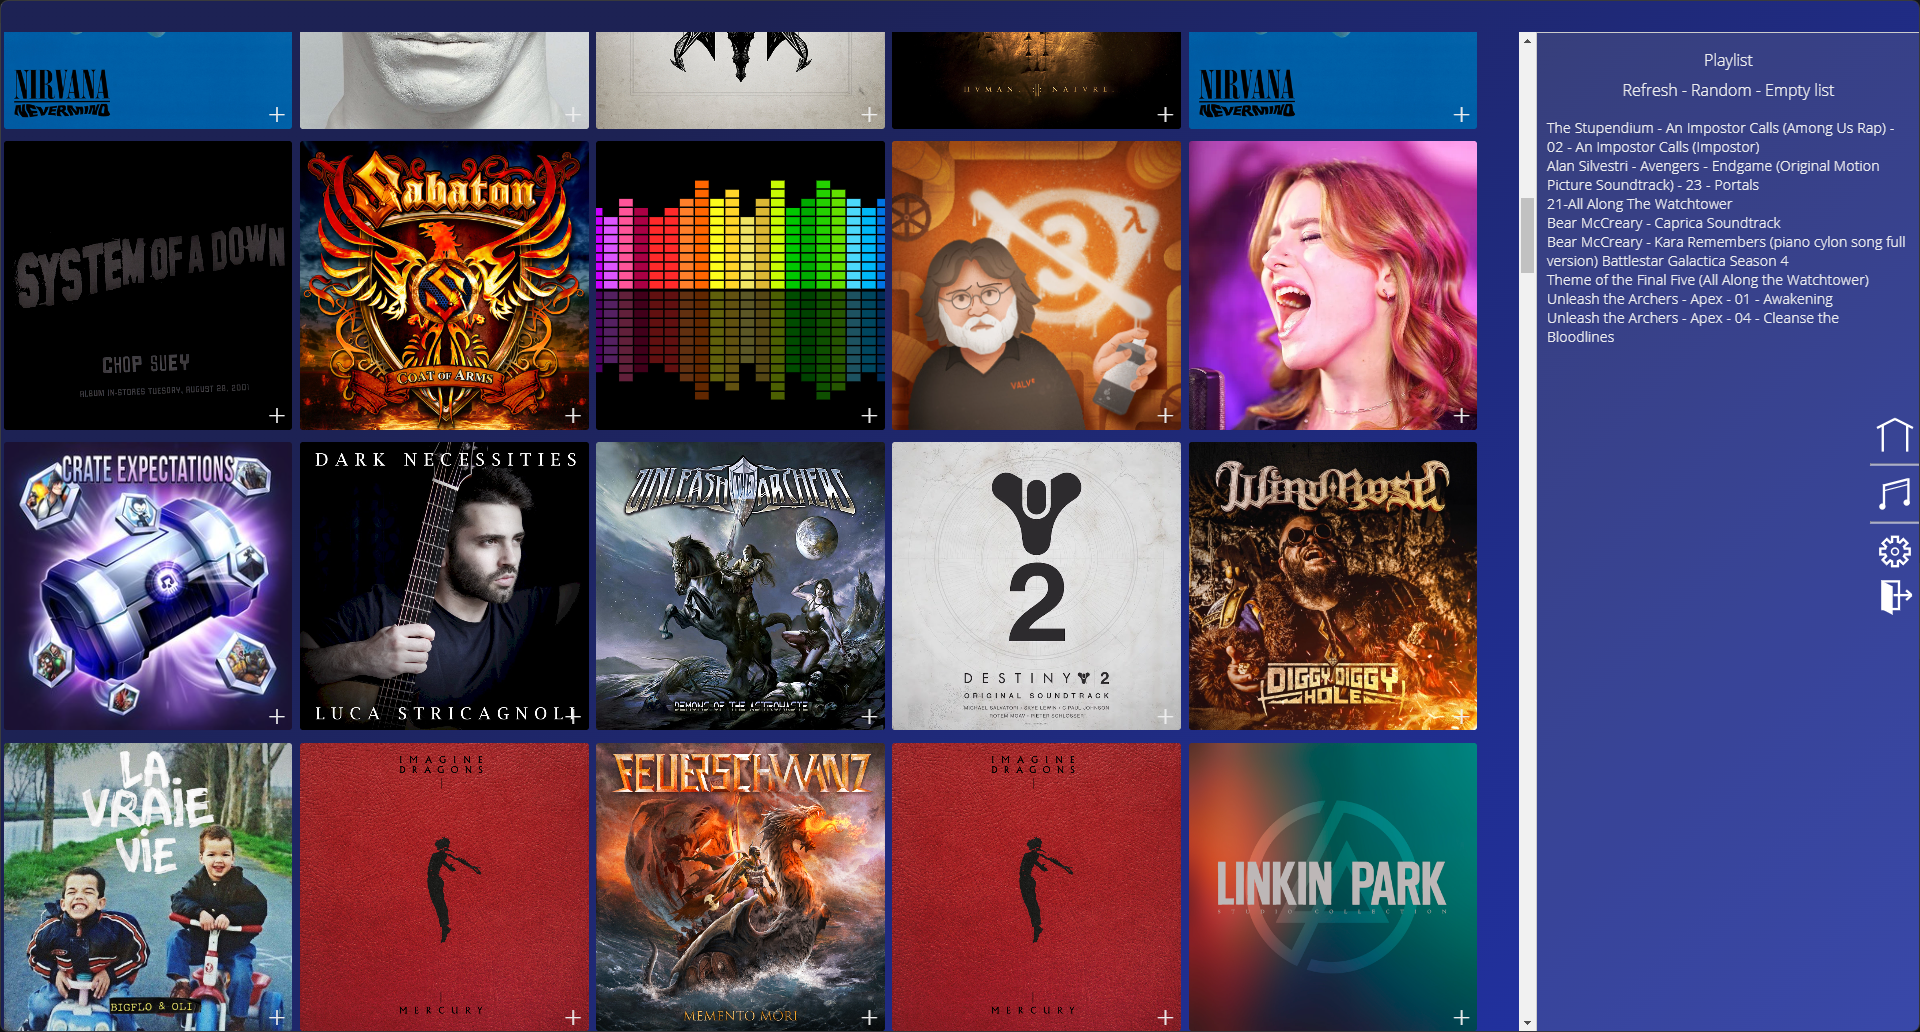 NIRVANA
NEVERMIND
HVMAN. :||: NATVRE.
NIRVANA
NEVERMIND
SYSTEM OF A DOWN
CHOP SUEY
ALBUM IN-STORES TUESDAY, AUGUST 28, 2001
Sabaton
COAT OF ARMS
3
λ
VALVE
CRATE EXPECTATIONS
DARK NECESSITIES
LUCA STRICAGNOLI
UNLEASH THE ARCHERS
DEMONS OF THE ASTROWASTE
2
DESTINY 2
ORIGINAL SOUNDTRACK
MICHAEL SALVATORI • SKYE LEWIN • C PAUL JOHNSON
ROTEM MOAV • PIETER SCHLOSSER
Wind Rose
DIGGY DIGGY
HOLE
LA
VRAIE
VIE
BIGFLO & OLI
IMAGINE
DRAGONS
MERCURY
FEUERSCHWANZ
MEMENTO MORI
IMAGINE
DRAGONS
MERCURY
LINKIN PARK
STUDIO COLLECTION
Playlist
Refresh - Random - Empty list
The Stupendium - An Impostor Calls (Among Us Rap) -
02 - An Impostor Calls (Impostor)
Alan Silvestri - Avengers - Endgame (Original Motion
Picture Soundtrack) - 23 - Portals
21-All Along The Watchtower
Bear McCreary - Caprica Soundtrack
Bear McCreary - Kara Remembers (piano cylon song full
version) Battlestar Galactica Season 4
Theme of the Final Five (All Along the Watchtower)
Unleash the Archers - Apex - 01 - Awakening
Unleash the Archers - Apex - 04 - Cleanse the
Bloodlines